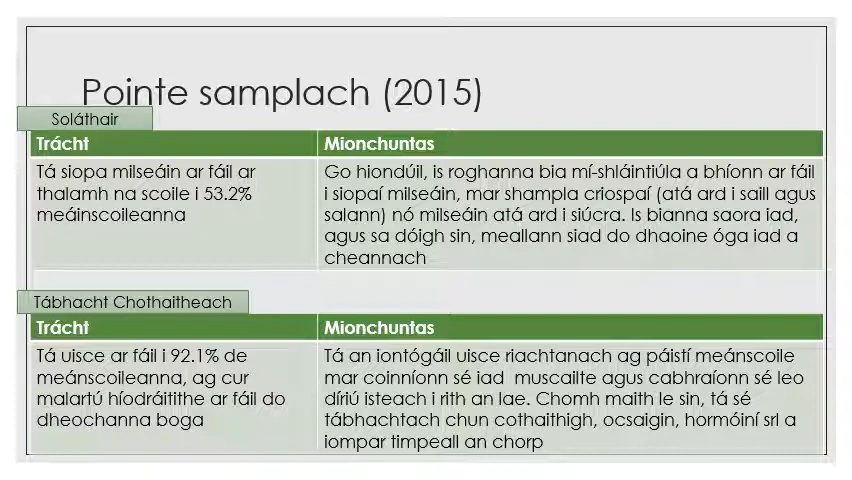 Pointe samplach (2015)
Soláthair
Trácht
Mionchuntas
Tá siopa milseáin ar fáil ar
thalamh na scoile i 53.2%
meáinscoileanna
Go hiondúil, is roghanna bia mí-shláintiúla a bhíonn ar fáil
i siopaí milseáin, mar shampla criospaí (atá ard i saill agus
salann) nó milseáin atá ard i siúcra. Is bianna saora iad,
agus sa dóigh sin, meallann siad do dhaoine óga iad a
cheannach
Tábhacht Chothaitheach
Trácht
Mionchuntas
Tá uisce ar fáil i 92.1% de
meánscoileanna, ag cur
malartú híodráitithe ar fáil do
dheochanna boga
Tá an iontógáil uisce riachtanach ag páistí meánscoile
mar coinníonn sé iad muscailte agus cabhraíonn sé leo
díriú isteach i rith an lae. Chomh maith le sin, tá sé
tábhachtach chun cothaithigh, ocsaigin, hormóiní srl a
iompar timpeall an chorp